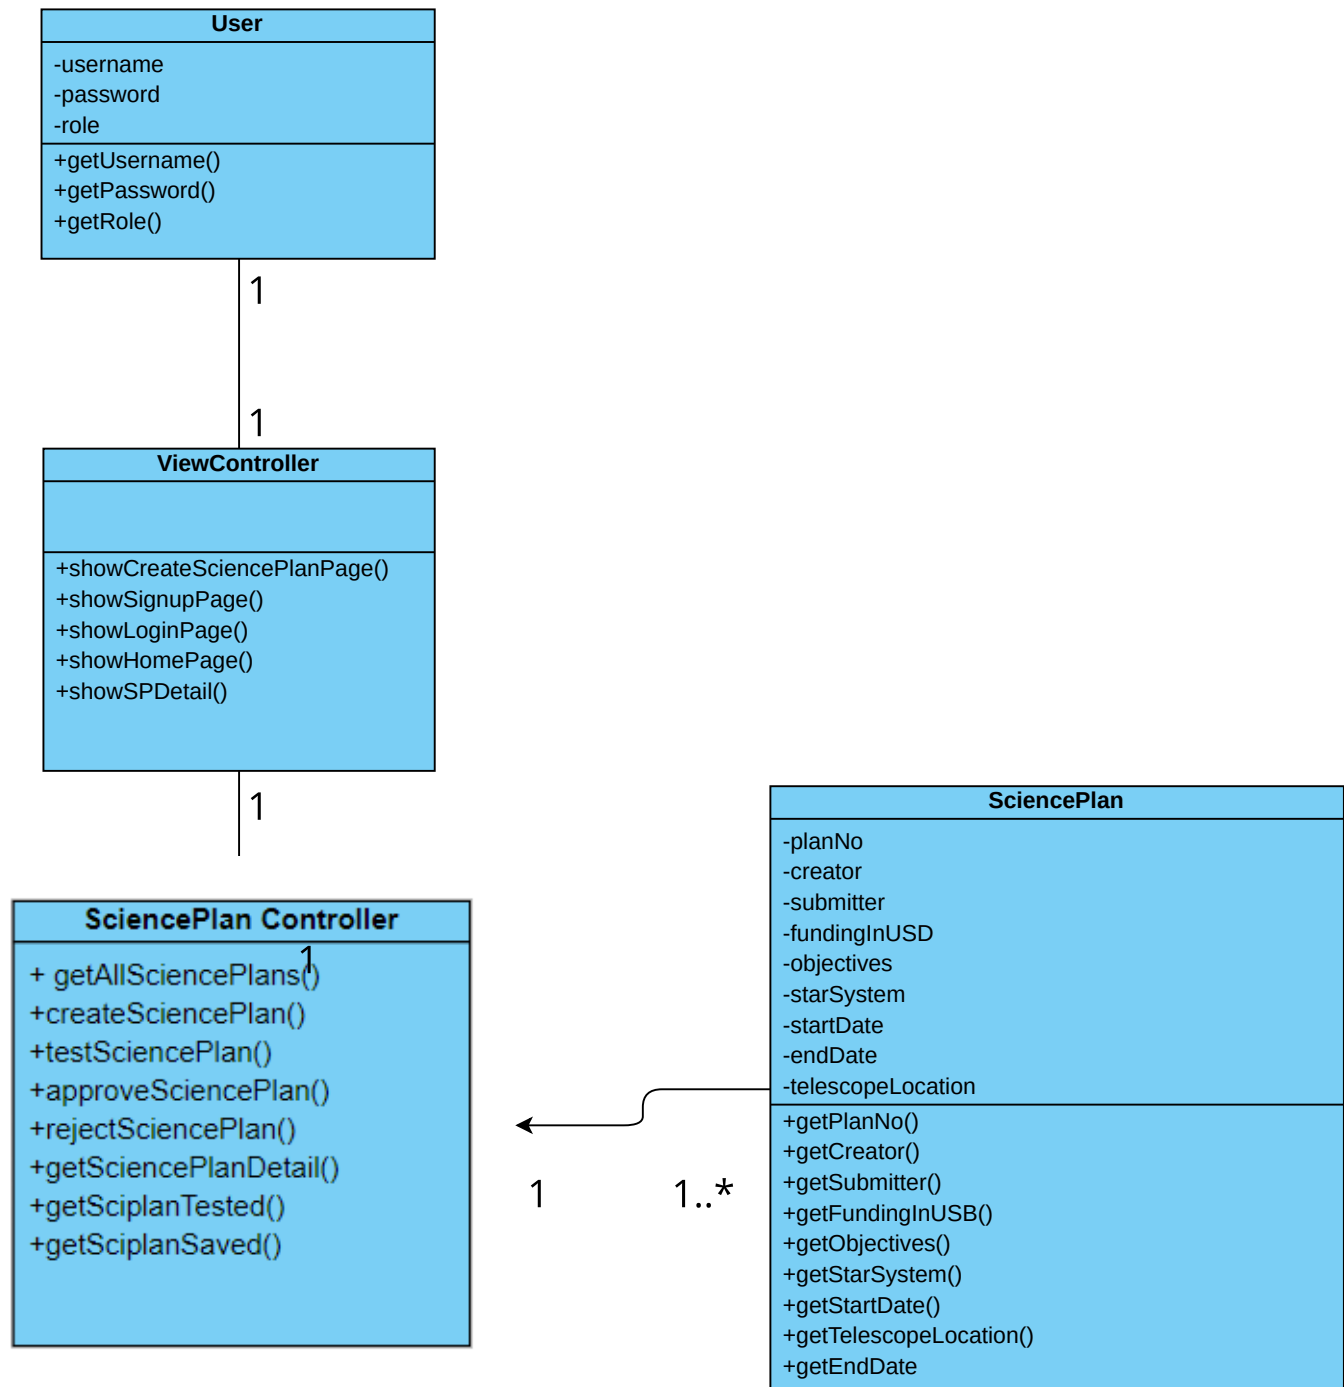 User
-username
-password
-role
+getUsername()
+getPassword()
+getRole()
1
1
ViewController
+showCreateSciencePlanPage()
+showSignupPage()
+showLoginPage()
+showHomePage()
+showSPDetail()
1
SciencePlan Controller
1
+ getAllSciencePlans()
+createSciencePlan()
+testSciencePlan()
+approveSciencePlan()
+rejectSciencePlan()
+getSciencePlanDetail()
+getSciplanTested()
+getSciplanSaved()
1
1..*
SciencePlan
-planNo
-creator
-submitter
-fundingInUSD
-objectives
-starSystem
-startDate
-endDate
-telescopeLocation
+getPlanNo()
+getCreator()
+getSubmitter()
+getFundingInUSB()
+getObjectives()
+getStarSystem()
+getStartDate()
+getTelescopeLocation()
+getEndDate